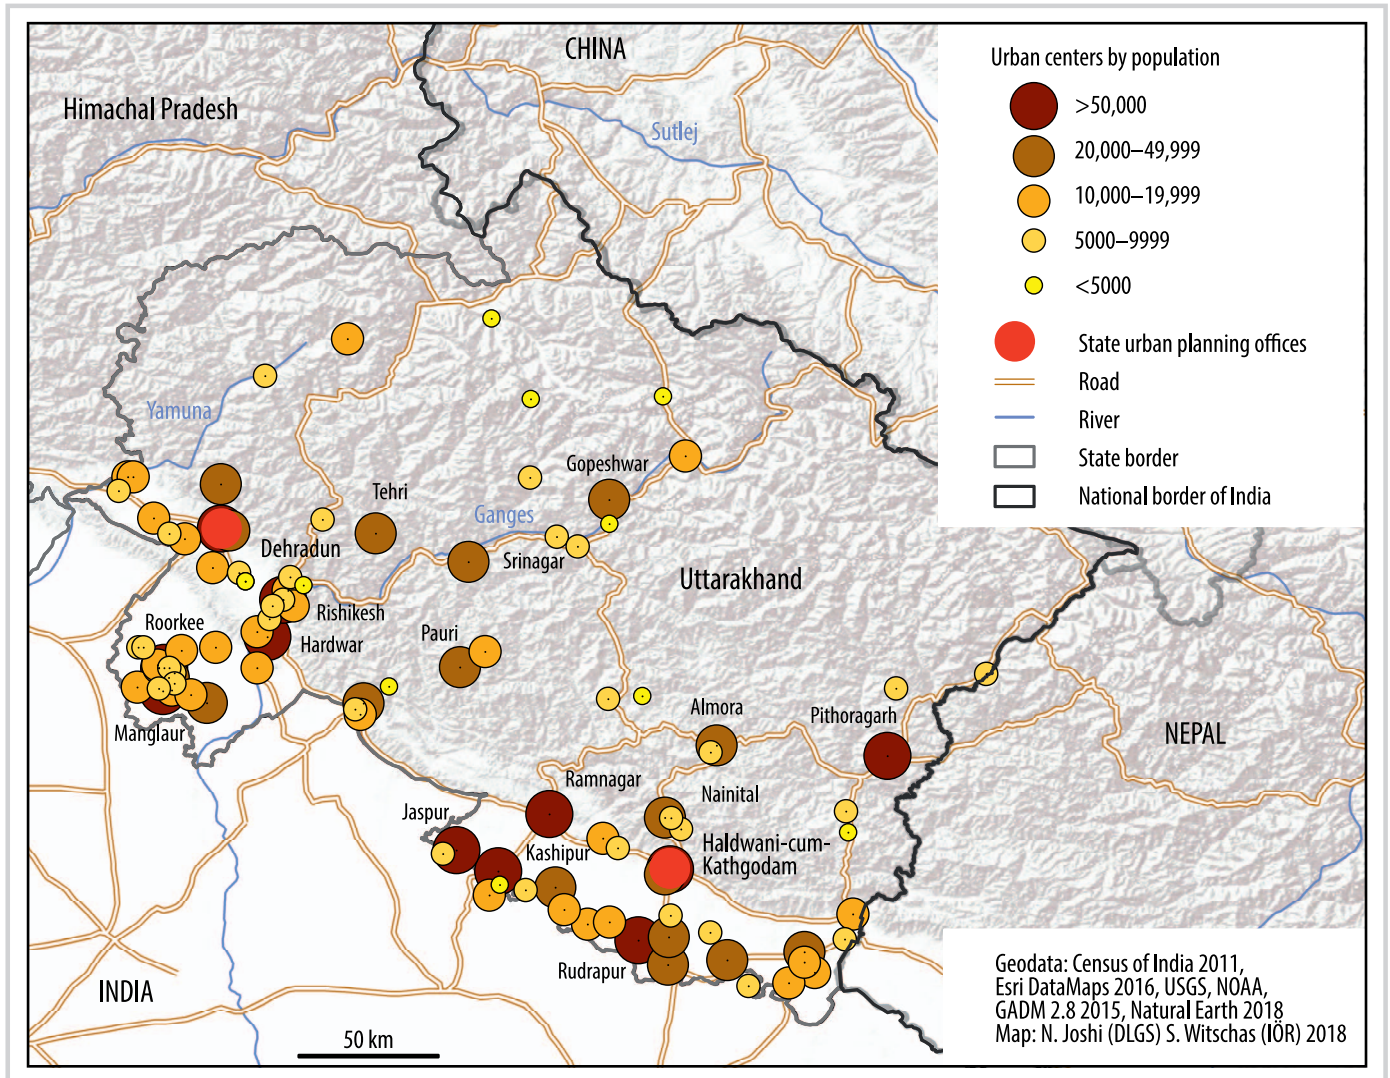 CHINA
Himachal Pradesh
Sutlej
Urban centers by population
>50,000
20,000–49,999
10,000–19,999
5000–9999
<5000
State urban planning offices
Road
River
State border
National border of India
Yamuna
Gopeshwar
Tehri
Ganges
Dehradun
Srinagar
Uttarakhand
Rishikesh
Roorkee
Hardwar
Pauri
Manglaur
Almora
Pithoragarh
NEPAL
Ramnagar
Nainital
Jaspur
Haldwani-cum-
Kathgodam
Kashipur
Rudrapur
INDIA
50 km
Geodata: Census of India 2011,
Esri DataMaps 2016, USGS, NOAA,
GADM 2.8 2015, Natural Earth 2018
Map: N. Joshi (DLGS) S. Witschas (IÖR) 2018